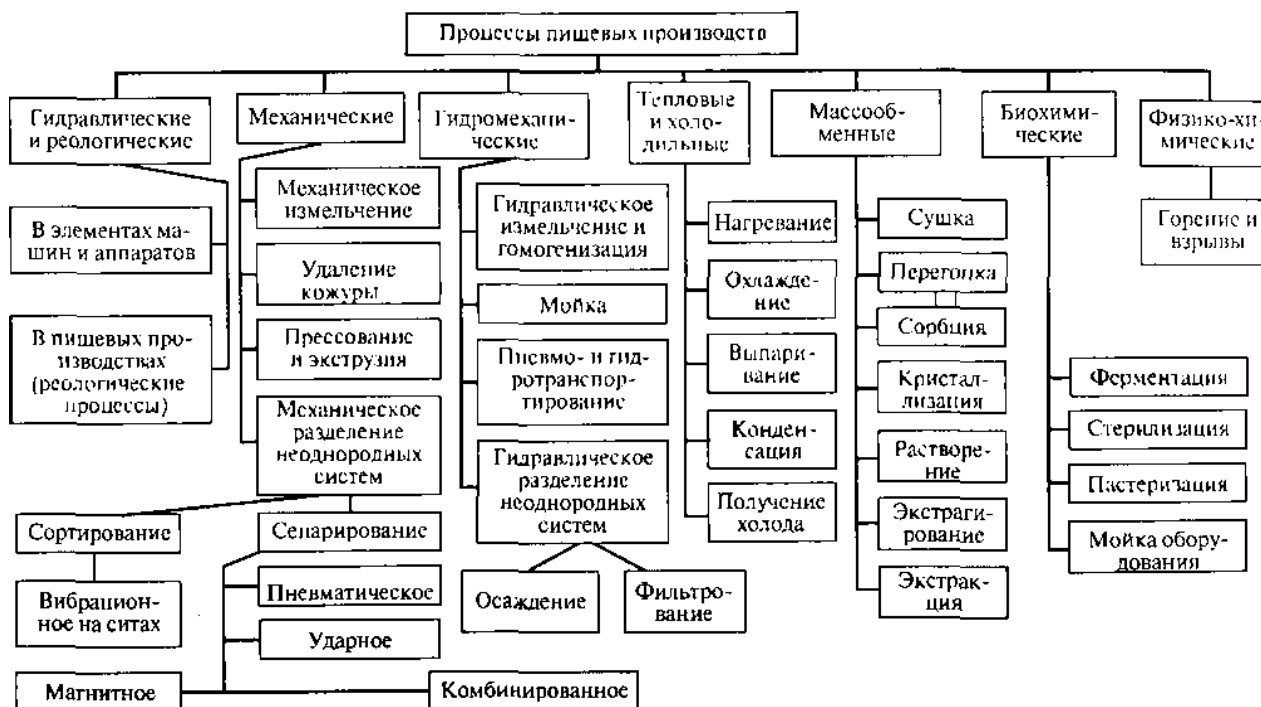 Процессы пищевых производств
Гидравлические
и реологические
В элементах ма-
шин и аппаратов
В пищевых про-
изводствах
(реологические
процессы)
Механические
Механическое
измельчение
Удаление
кожуры
Прессование
и экструзия
Механическое
разделение
неоднородных
систем
Сортирование
Вибрацион-
ное на ситах
Сепарирование
Пневматическое
Ударное
Магнитное
Комбинированное
Гидромехани-
ческие
Гидравлическое
измельчение и
гомогенизация
Мойка
Пневмо- и гид-
ротранспор-
тирование
Гидравлическое
разделение
неоднородных
систем
Осаждение
Фильтро-
вание
Тепловые
и холо-
дильные
Нагревание
Охлажде-
ние
Выпари-
вание
Конден-
сация
Получение
холода
Массооб-
менные
Сушка
Перегонка
Сорбция
Кристал-
лизация
Растворе-
ние
Экстраги-
рование
Экстрак-
ция
Биохими-
ческие
Ферментация
Стерилизация
Пастеризация
Мойка обору-
дования
Физико-хи-
мические
Горение и
взрывы